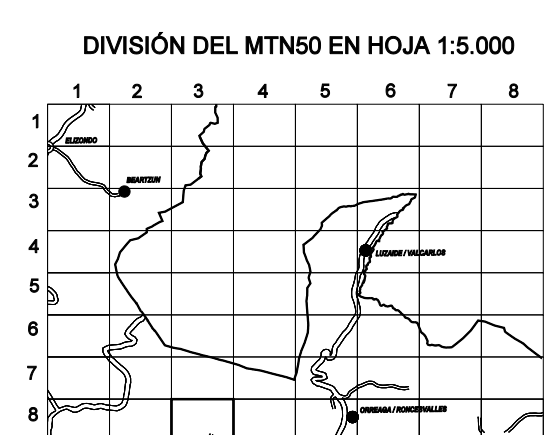 DIVISIÓN DEL MTN50 EN HOJA 1:5.000
1 2 3 4 5 6 7 8
1
ELIZONDO
2
BEARTZUN
3
4
LUZAIDE / VALCARLOS
5
6
7
ORREAGA / RONCESVALLES
8